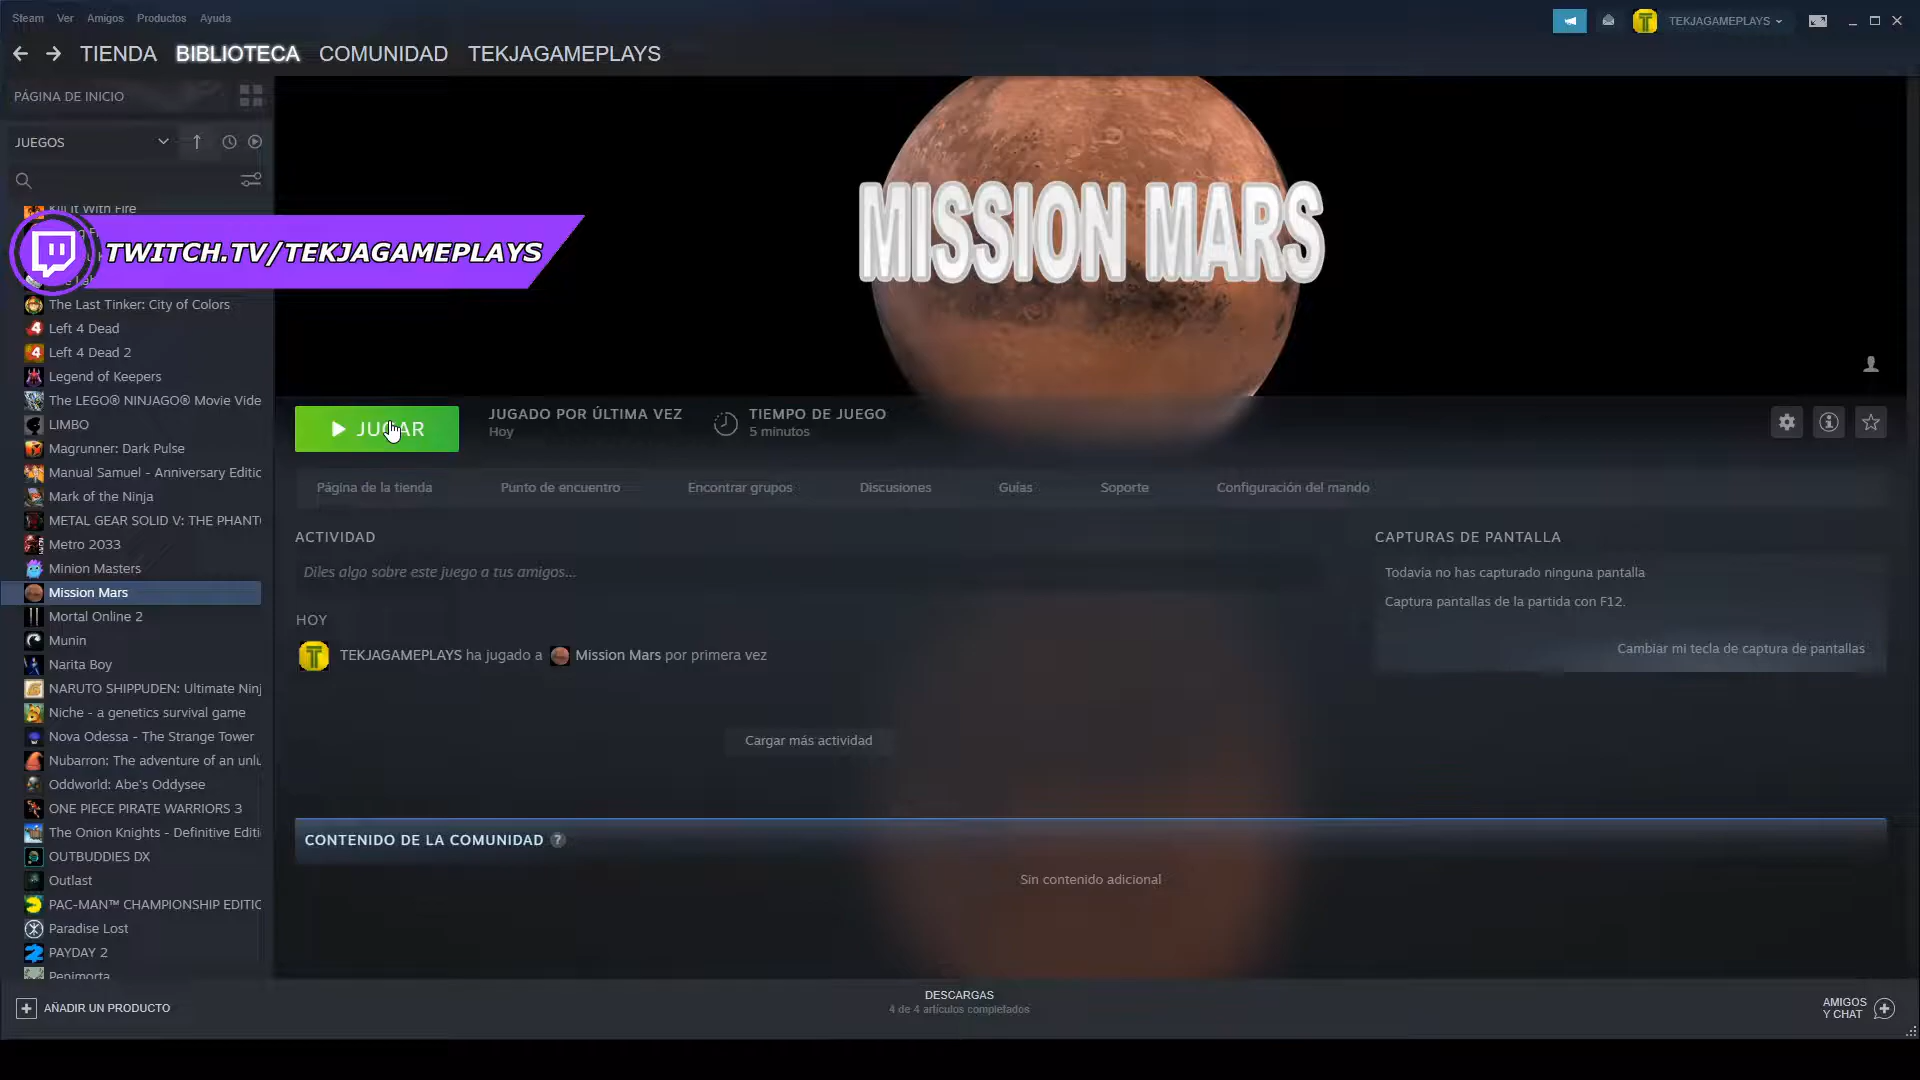 Steam Ver Amigos Productos Ayuda
TEKJAGAMEPLAYS
TIENDA BIBLIOTECA COMUNIDAD TEKJAGAMEPLAYS
PÁGINA DE INICIO
JUEGOS
Kill It With Fire
TWITCH.TV/TEKJAGAMEPLAYS
The Last Tinker: City of Colors
Left 4 Dead
Left 4 Dead 2
Legend of Keepers
The LEGO® NINJAGO® Movie Vide
LIMBO
Magrunner: Dark Pulse
Manual Samuel - Anniversary Editic
Mark of the Ninja
METAL GEAR SOLID V: THE PHANT
Metro 2033
Minion Masters
Mission Mars
Mortal Online 2
Munin
Narita Boy
NARUTO SHIPPUDEN: Ultimate Ninj
Niche - a genetics survival game
Nova Odessa - The Strange Tower
Nubarron: The adventure of an unlu
Oddworld: Abe's Oddysee
ONE PIECE PIRATE WARRIORS 3
The Onion Knights - Definitive Editi
OUTBUDDIES DX
Outlast
PAC-MAN™ CHAMPIONSHIP EDITIC
Paradise Lost
PAYDAY 2
Penimorta
AÑADIR UN PRODUCTO
MISSION MARS
JUGAR
JUGADO POR ÚLTIMA VEZ
Hoy
TIEMPO DE JUEGO
5 minutos
Página de la tienda Punto de encuentro Encontrar grupos Discusiones Guías Soporte Configuración del mando
ACTIVIDAD
Diles algo sobre este juego a tus amigos...
HOY
TEKJAGAMEPLAYS ha jugado a Mission Mars por primera vez
Cargar más actividad
CAPTURAS DE PANTALLA
Todavía no has capturado ninguna pantalla
Captura pantallas de la partida con F12.
Cambiar mi tecla de captura de pantallas
CONTENIDO DE LA COMUNIDAD ?
Sin contenido adicional
DESCARGAS
4 de 4 artículos completados
AMIGOS
Y CHAT